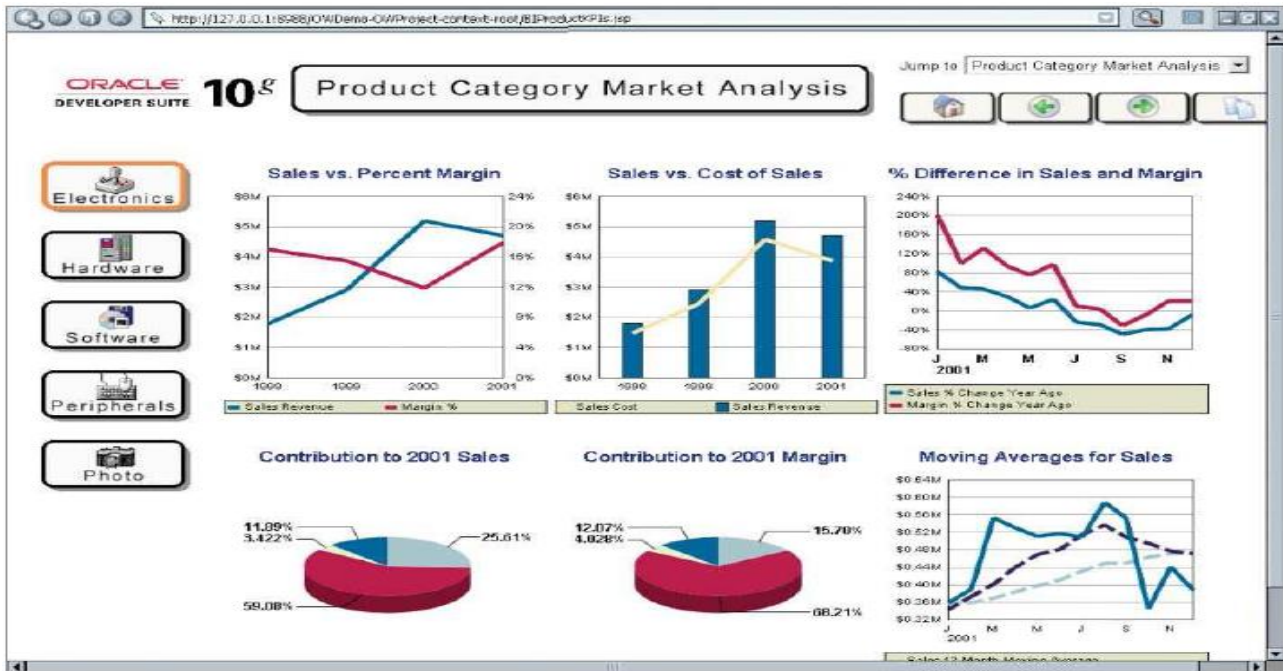 http://127.0.0.1:8988/OWDemo-OWProject-context-root/BIProductKPIs.jsp
ORACLE
DEVELOPER SUITE
10g
Product Category Market Analysis
Jump to Product Category Market Analysis
Electronics
Hardware
Software
Peripherals
Photo
Sales vs. Percent Margin
$6M
$5M
$4M
$3M
$2M
$1M
$0M
24%
20%
16%
12%
8%
4%
0%
1999
2000
2001
Sales Revenue
Margin %
Sales vs. Cost of Sales
$6M
$5M
$4M
$3M
$2M
$1M
$0M
1999
2000
2001
Sales Cost
Sales Revenue
% Difference in Sales and Margin
240%
200%
160%
120%
80%
40%
0%
-40%
-80%
J M M J S N
2001
Sales % Change Year Ago
Margin % Change Year Ago
Contribution to 2001 Sales
11.89%
3.422%
25.61%
59.08%
Contribution to 2001 Margin
12.07%
4.028%
15.70%
68.21%
Moving Averages for Sales
$0.64M
$0.60M
$0.56M
$0.52M
$0.48M
$0.44M
$0.40M
$0.36M
$0.32M
J M M J S N
2001
Sales 12 Month Moving Average